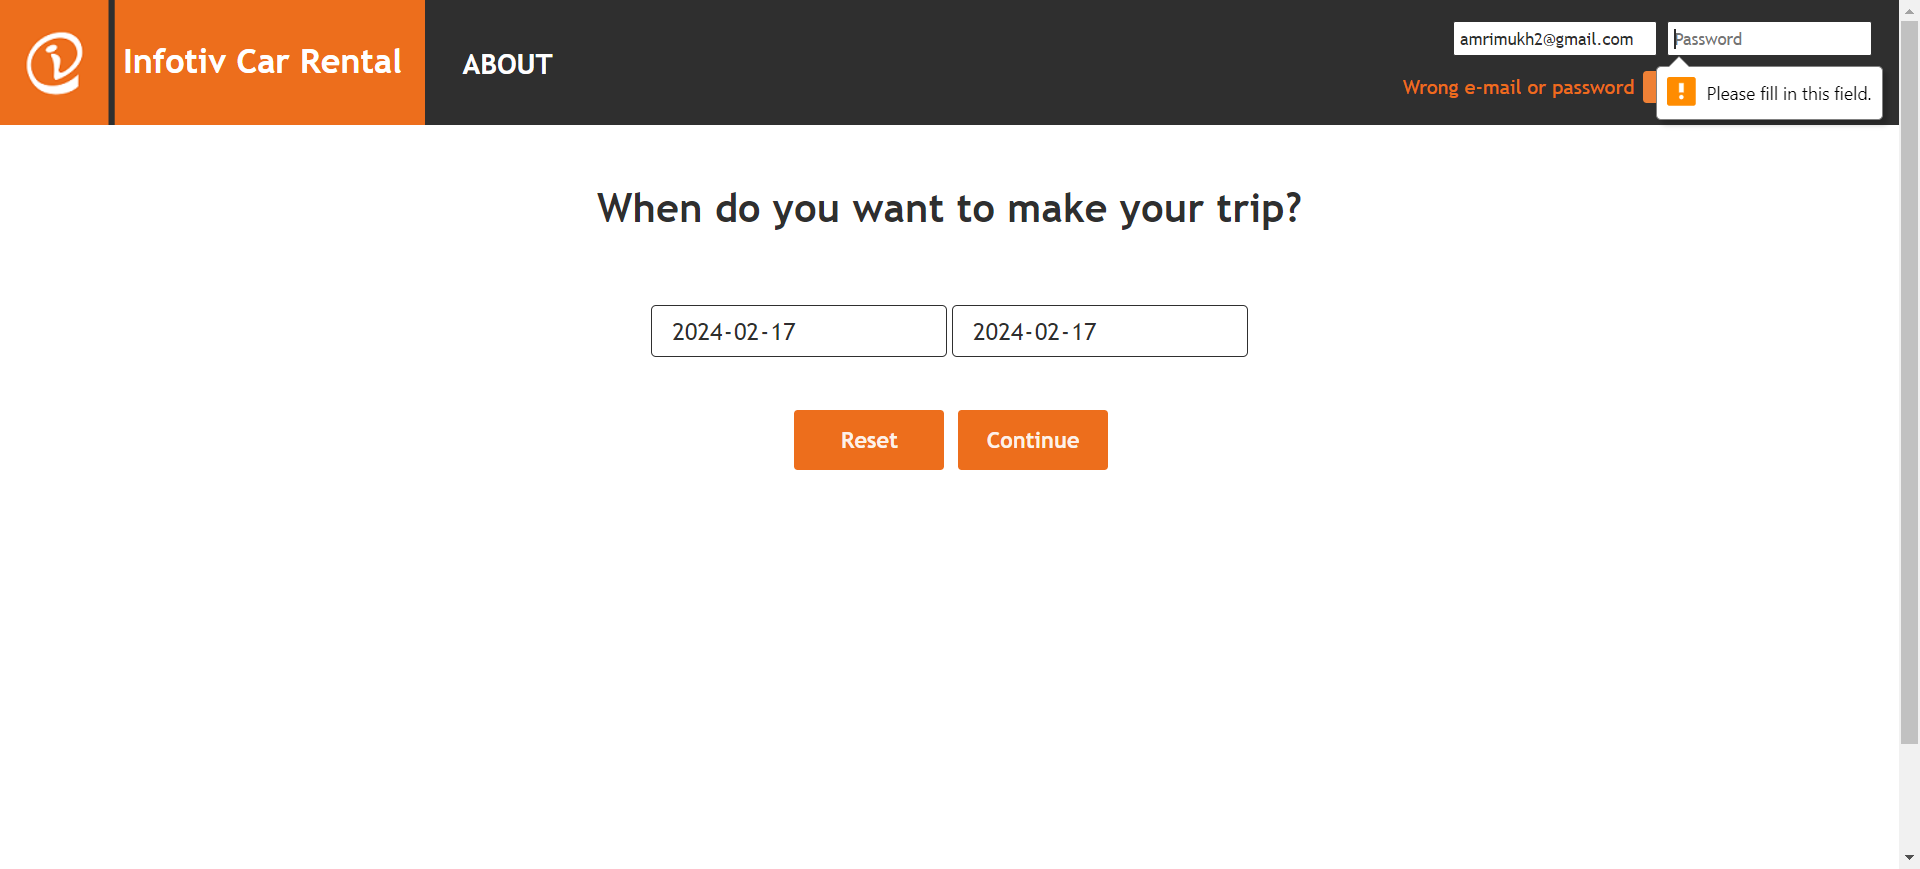 Infotiv Car Rental
ABOUT
amrimukh2@gmail.com
Password
Wrong e-mail or password
! Please fill in this field.
When do you want to make your trip?
2024-02-17
2024-02-17
Reset
Continue